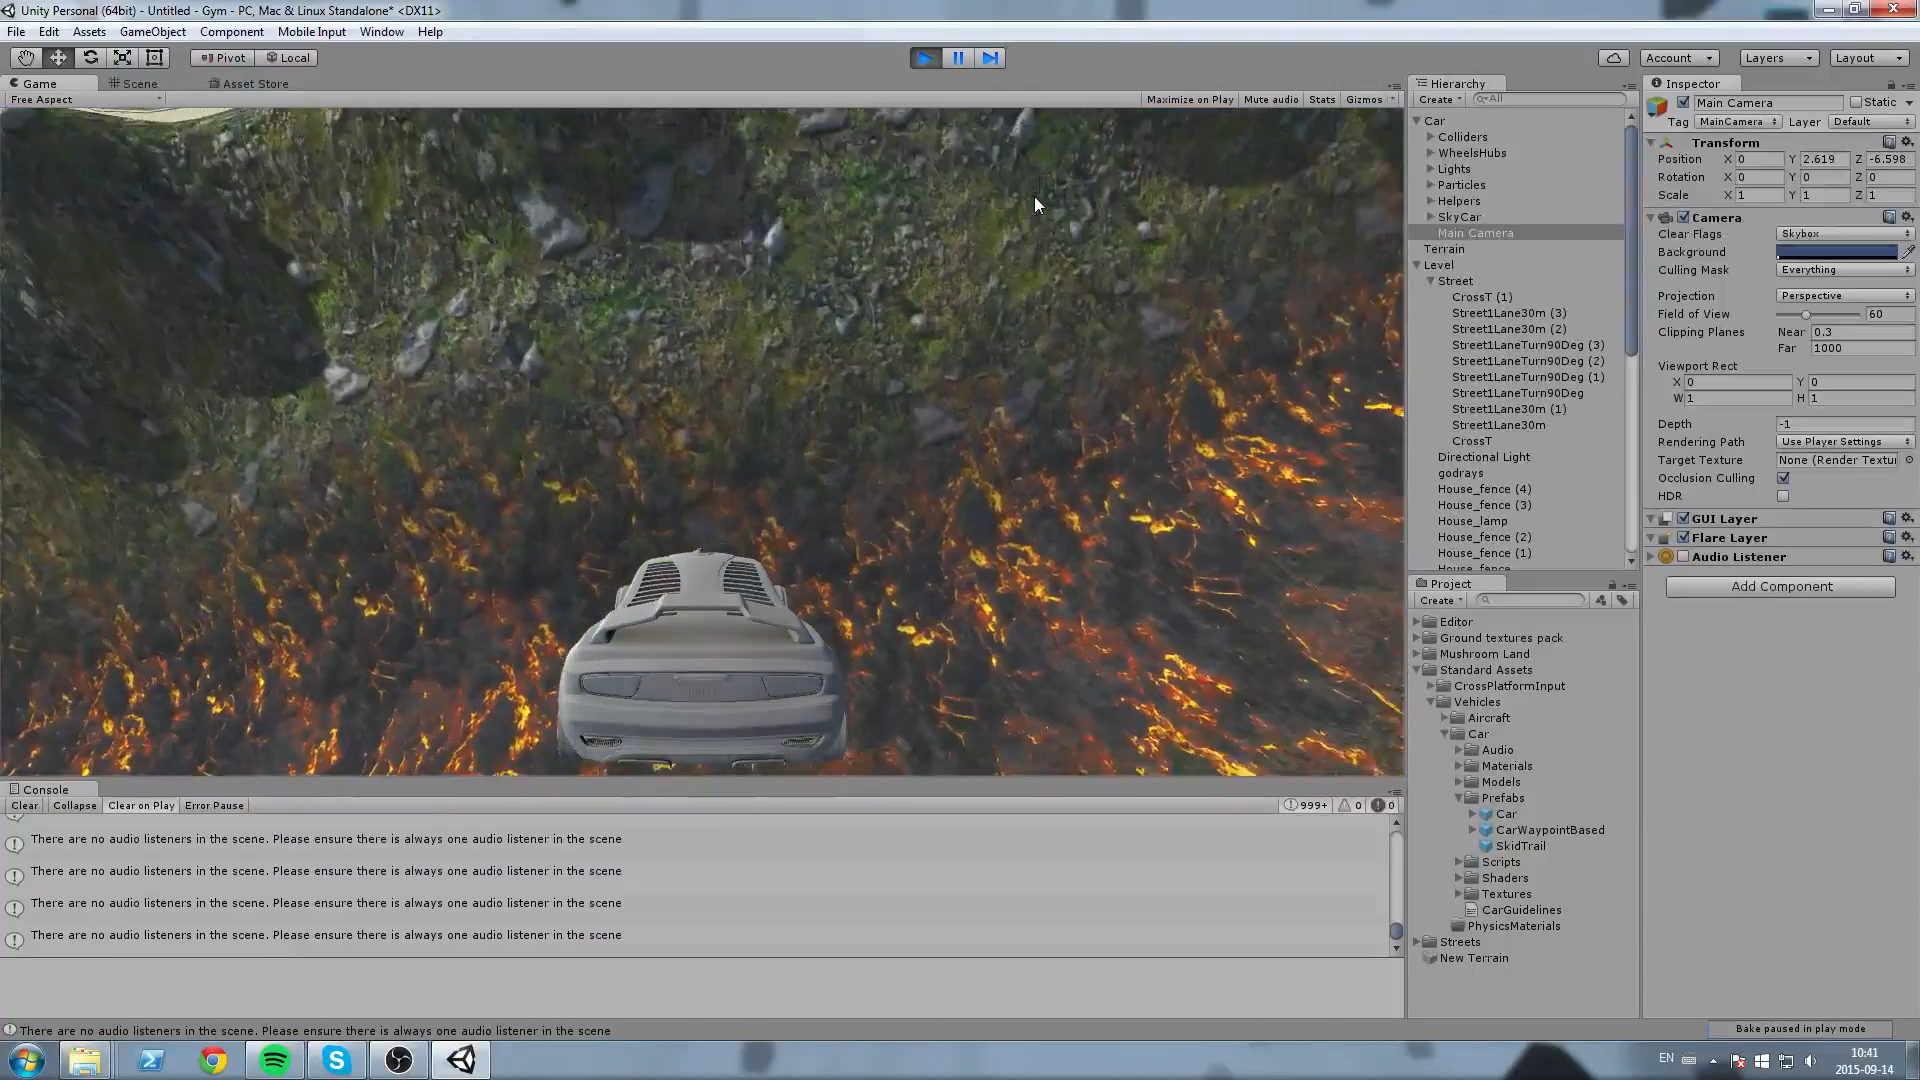 Unity Personal (64bit) - Untitled - Gym - PC, Mac & Linux Standalone* <DX11>
File Edit Assets GameObject Component Mobile Input Window Help
Pivot Local Account Layers Layout
Game Scene Asset Store
Free Aspect Maximize on Play Mute audio Stats Gizmos
Hierarchy
Create All
Car
Colliders
WheelsHubs
Lights
Particles
Helpers
SkyCar
Main Camera
Terrain
Level
Street
CrossT (1)
Street1Lane30m (3)
Street1Lane30m (2)
Street1LaneTurn90Deg (3)
Street1LaneTurn90Deg (2)
Street1LaneTurn90Deg (1)
Street1LaneTurn90Deg
Street1Lane30m (1)
Street1Lane30m
CrossT
Directional Light
godrays
House_fence (4)
House_fence (3)
House_lamp
House_fence (2)
House_fence (1)
House_fence
Project
Create
Editor
Ground textures pack
Mushroom Land
Standard Assets
CrossPlatformInput
Vehicles
Aircraft
Car
Audio
Materials
Models
Prefabs
Car
CarWaypointBased
SkidTrail
Scripts
Shaders
Textures
CarGuidelines
PhysicsMaterials
Streets
New Terrain
Inspector
Main Camera Static
Tag MainCamera Layer Default
Transform
Position X 0 Y 2.619 Z -6.598
Rotation X 0 Y 0 Z 0
Scale X 1 Y 1 Z 1
Camera
Clear Flags Skybox
Background
Culling Mask Everything
Projection Perspective
Field of View 60
Clipping Planes Near 0.3
Far 1000
Viewport Rect
X 0 Y 0
W 1 H 1
Depth -1
Rendering Path Use Player Settings
Target Texture None (Render Textur
Occlusion Culling
HDR
GUI Layer
Flare Layer
Audio Listener
Add Component
Console
Clear Collapse Clear on Play Error Pause 999+ 0 0
There are no audio listeners in the scene. Please ensure there is always one audio listener in the scene
There are no audio listeners in the scene. Please ensure there is always one audio listener in the scene
There are no audio listeners in the scene. Please ensure there is always one audio listener in the scene
There are no audio listeners in the scene. Please ensure there is always one audio listener in the scene
There are no audio listeners in the scene. Please ensure there is always one audio listener in the scene
Bake paused in play mode
EN 10:41
2015-09-14